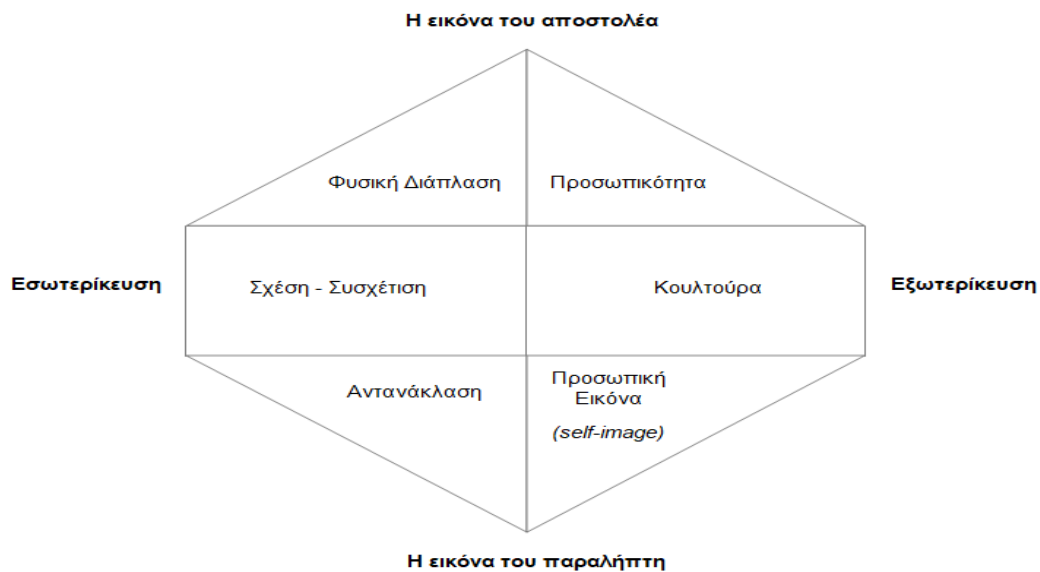 Η εικόνα του αποστολέα
Φυσική Διάπλαση
Προσωπικότητα
Εσωτερίκευση
Σχέση - Συσχέτιση
Κουλτούρα
Εξωτερίκευση
Αντανάκλαση
Προσωπική
Εικόνα
(self-image)
Η εικόνα του παραλήπτη